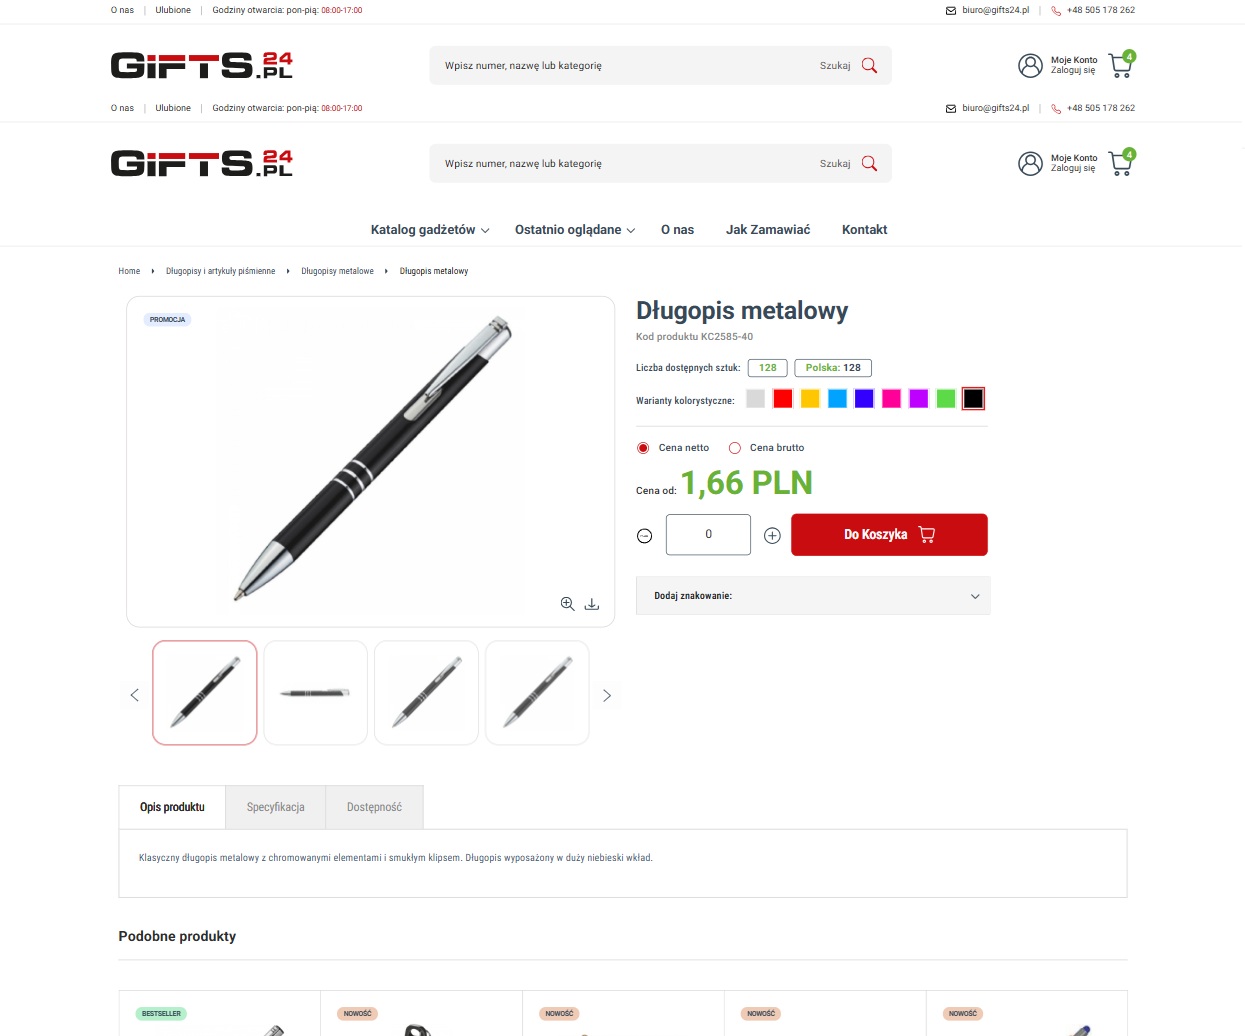 O nas | Ulubione | Godziny otwarcia: pon-pią: 08:00-17:00
biuro@gifts24.pl | +48 505 178 262
GiFTS24.PL
Wpisz numer, nazwę lub kategorię
Szukaj
Moje Konto
Zaloguj się
4
O nas | Ulubione | Godziny otwarcia: pon-pią: 08:00-17:00
biuro@gifts24.pl | +48 505 178 262
GiFTS24.PL
Wpisz numer, nazwę lub kategorię
Szukaj
Moje Konto
Zaloguj się
4
Katalog gadżetów Ostatnio oglądane O nas Jak Zamawiać Kontakt
Home Długopisy i artykuły piśmienne Długopisy metalowe Długopis metalowy
PROMOCJA
Długopis metalowy
Kod produktu KC2585-40
Liczba dostępnych sztuk: 128 Polska: 128
Warianty kolorystyczne:
Cena netto Cena brutto
Cena od: 1,66 PLN
0
Do Koszyka
Dodaj znakowanie:
Opis produktu Specyfikacja Dostępność
Klasyczny długopis metalowy z chromowanymi elementami i smukłym klipsem. Długopis wyposażony w duży niebieski wkład.
Podobne produkty
BESTSELLER NOWOŚĆ NOWOŚĆ NOWOŚĆ NOWOŚĆ